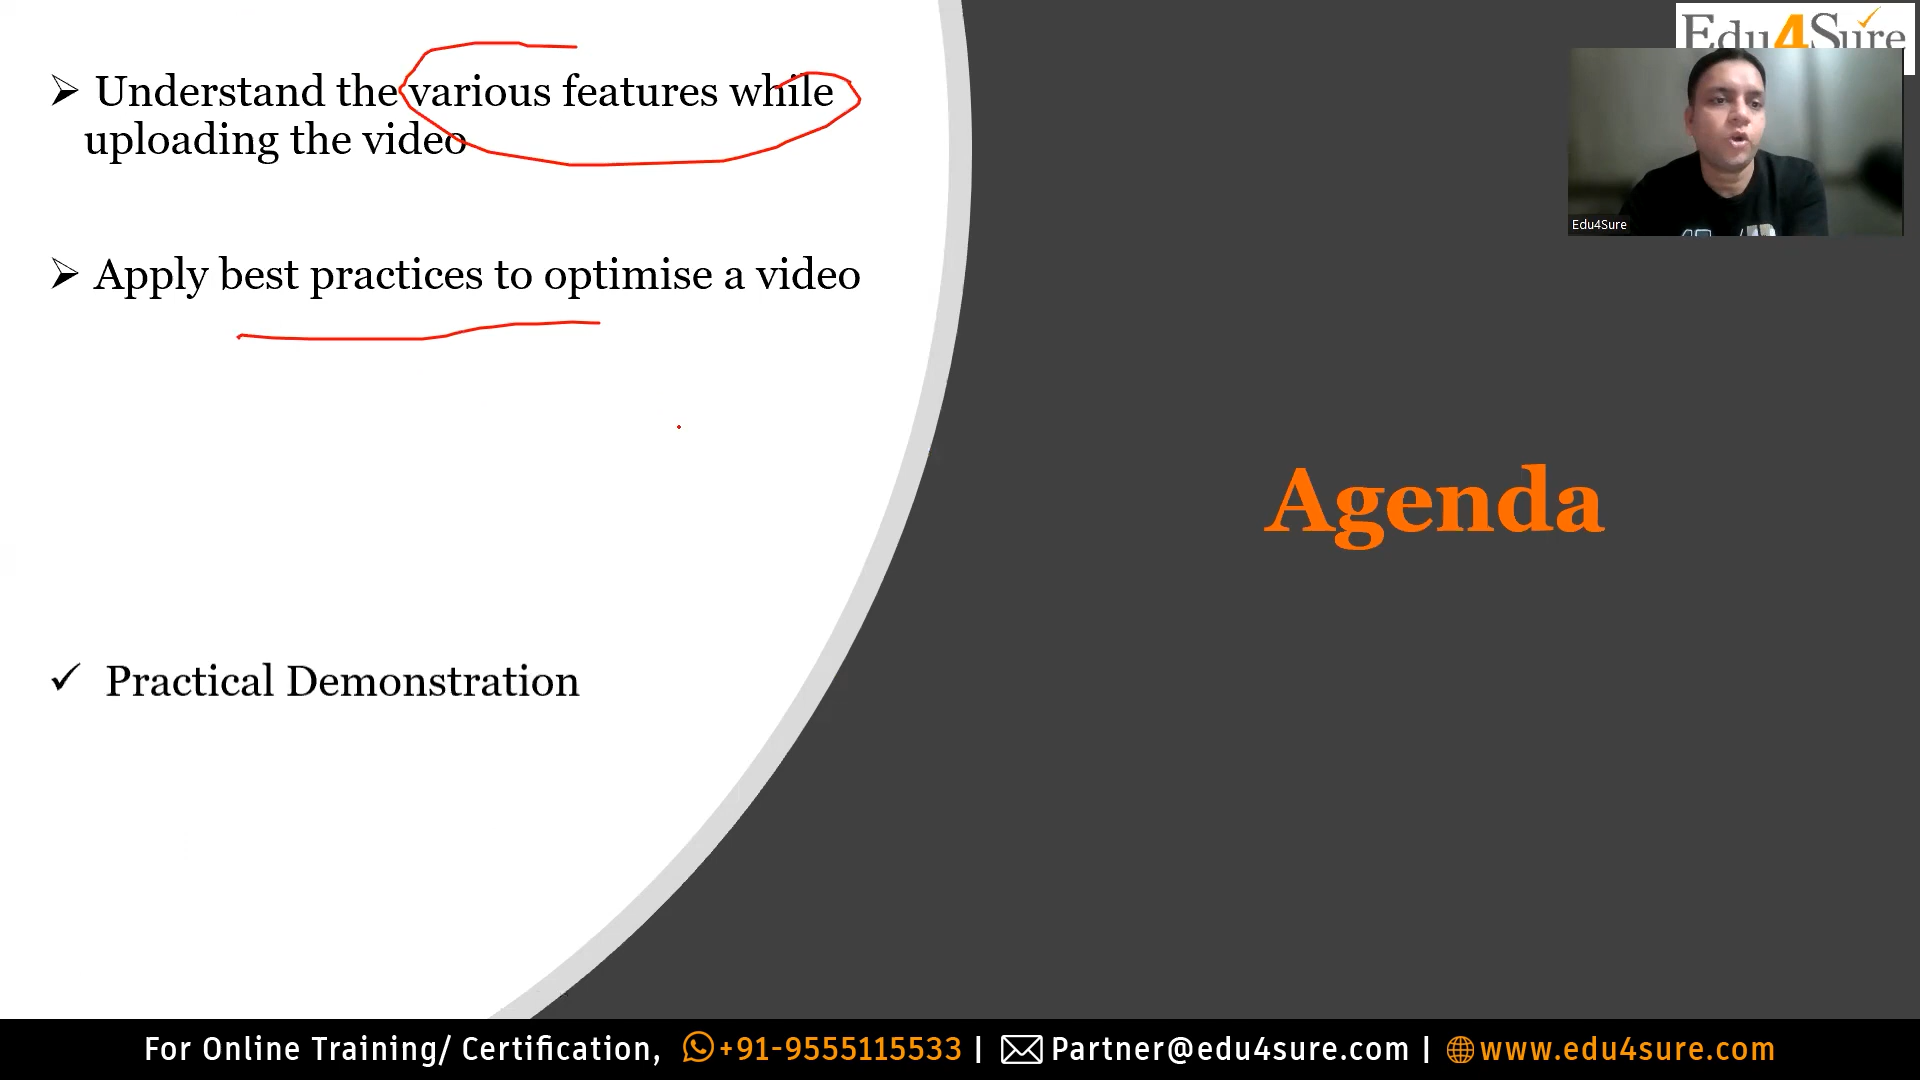 Edu4Sure
➢ Understand the various features while
uploading the video
Edu4Sure
➢ Apply best practices to optimise a video
Agenda
✓ Practical Demonstration
For Online Training/ Certification, +91-9555115533 | Partner@edu4sure.com | www.edu4sure.com